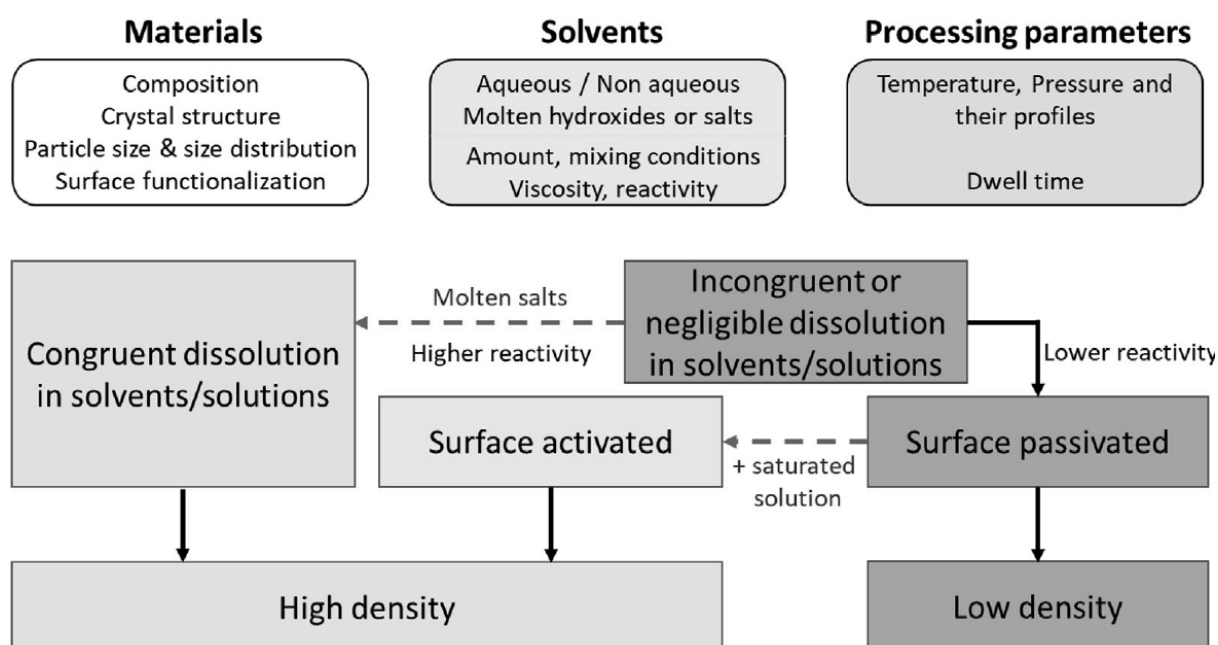 Materials
Composition
Crystal structure
Particle size & size distribution
Surface functionalization
Solvents
Aqueous / Non aqueous
Molten hydroxides or salts
Amount, mixing conditions
Viscosity, reactivity
Processing parameters
Temperature, Pressure and
their profiles
Dwell time
Congruent dissolution
in solvents/solutions
Molten salts
Higher reactivity
Incongruent or
negligible dissolution
in solvents/solutions
Lower reactivity
Surface activated
+ saturated
solution
Surface passivated
High density
Low density